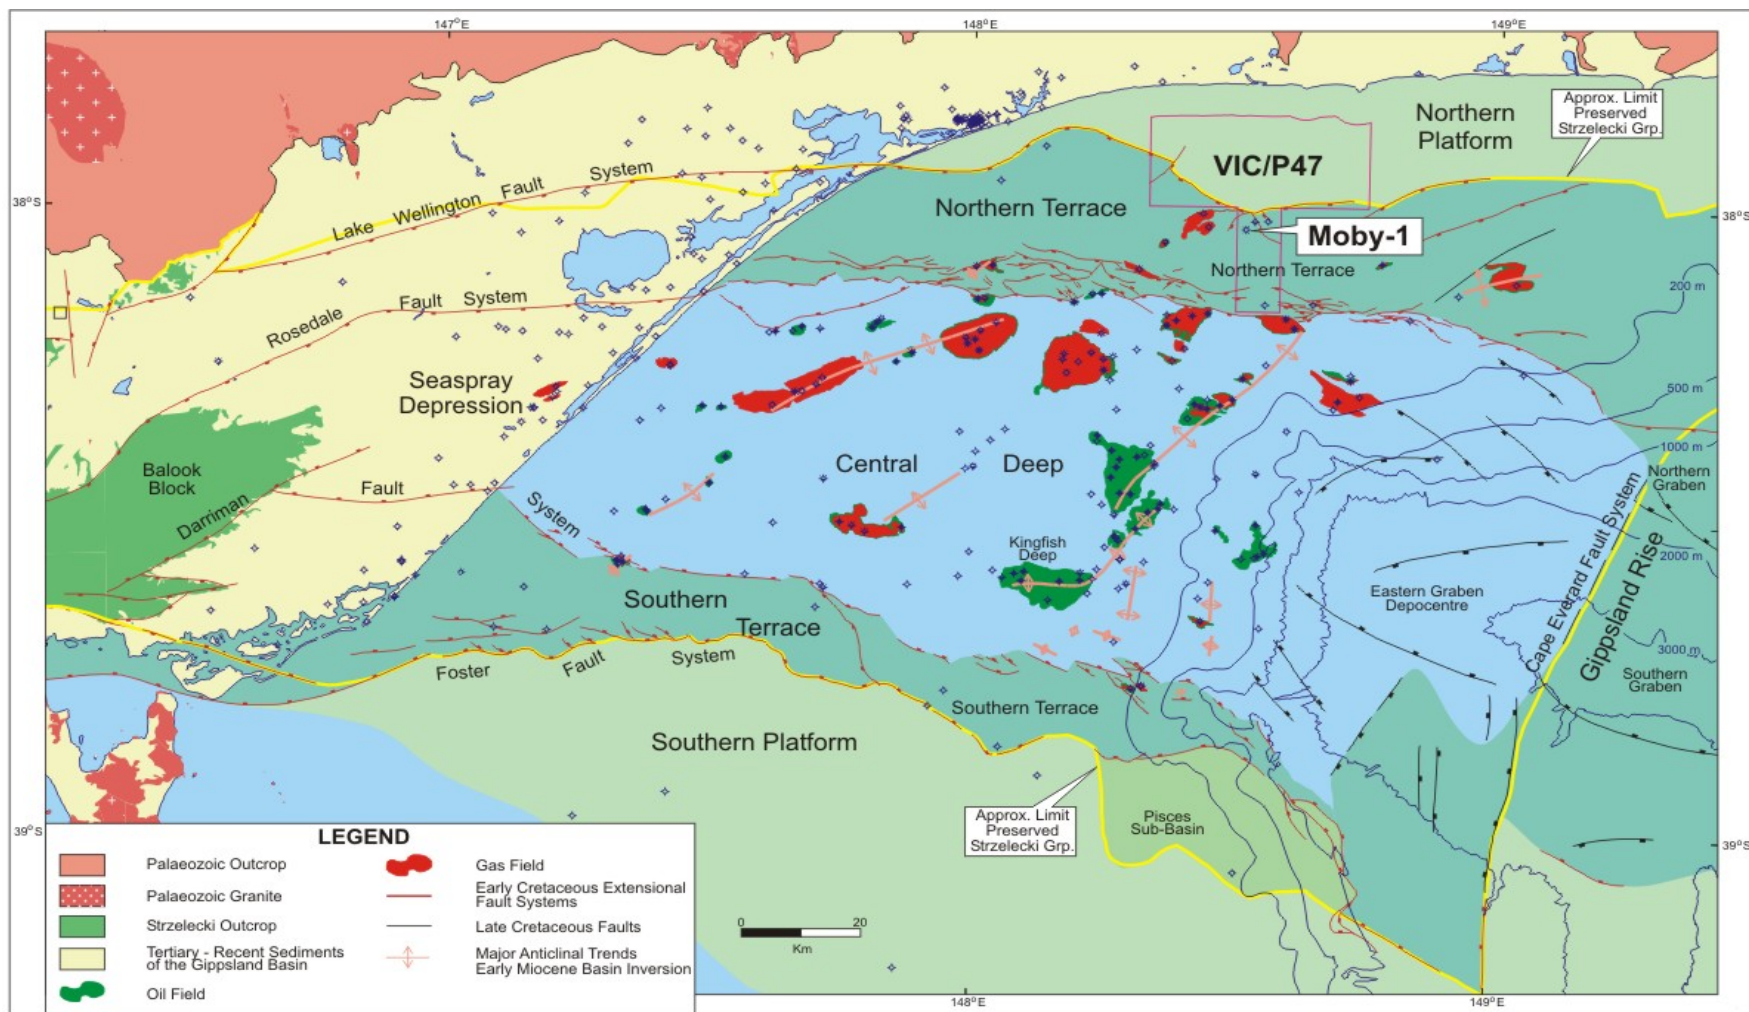 147°E
148°E
149°E
38°S
38°S
39°S
39°S
148°E
149°E
Approx. Limit
Preserved
Strzelecki Grp.
Northern
Platform
VIC/P47
Moby-1
Northern Terrace
Northern Terrace
Lake Wellington Fault System
Rosedale Fault System
Seaspray
Depression
Balook
Block
Darriman Fault System
Central Deep
Kingfish
Deep
200 m
500 m
1000 m
2000 m
3000 m
Northern
Graben
Eastern Graben
Depocentre
Cape Everard Fault System
Gippsland Rise
Southern
Graben
Southern
Terrace
Foster Fault System
Southern Terrace
Southern Platform
Approx. Limit
Preserved
Strzelecki Grp.
Pisces
Sub-Basin
LEGEND
Palaeozoic Outcrop
Palaeozoic Granite
Strzelecki Outcrop
Tertiary - Recent Sediments
of the Gippsland Basin
Oil Field
Gas Field
Early Cretaceous Extensional
Fault Systems
Late Cretaceous Faults
Major Anticlinal Trends
Early Miocene Basin Inversion
0 20
Km